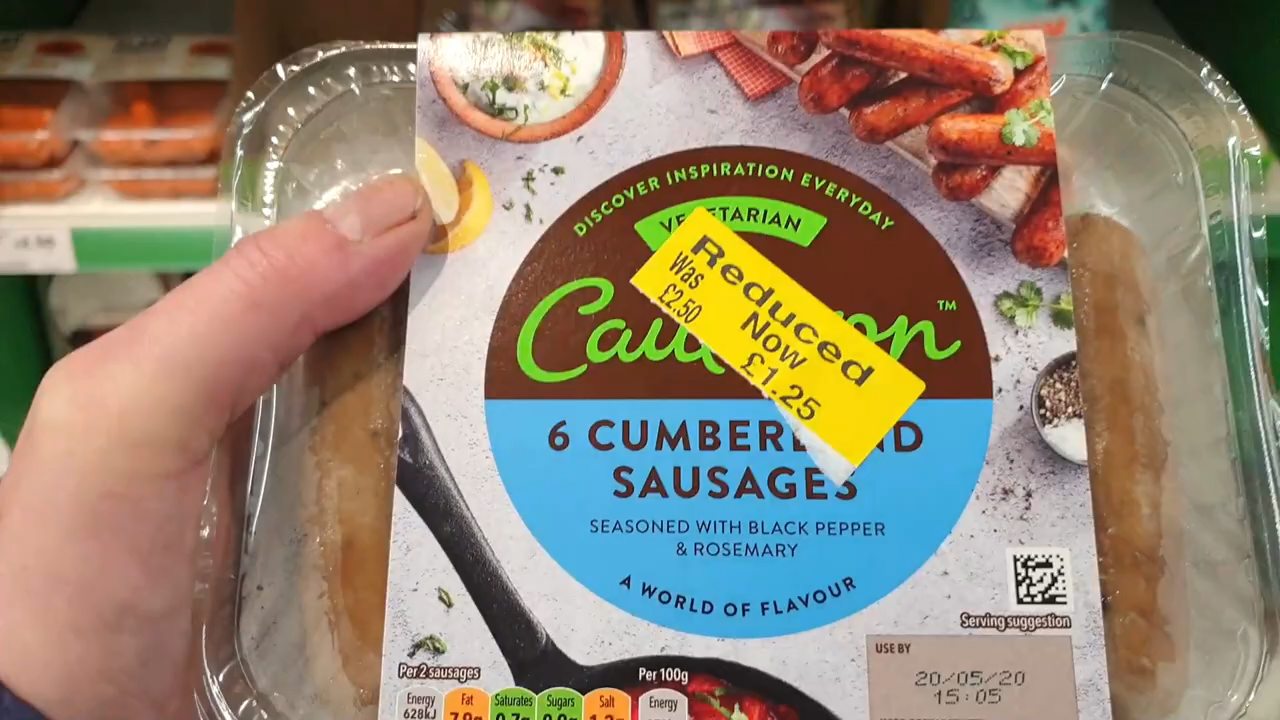 DISCOVER INSPIRATION EVERYDAY
Reduced
Was
£2.50
Now
£1.25
™
6
SAUSAGES
SEASONED WITH BLACK PEPPER
& ROSEMARY
A WORLD OF FLAVOUR
Serving suggestion
USE BY
20/05/20
15:05
Per 2 sausages
Per 100g
Energy
628kJ
Fat
Saturates
Sugars
Salt
Energy